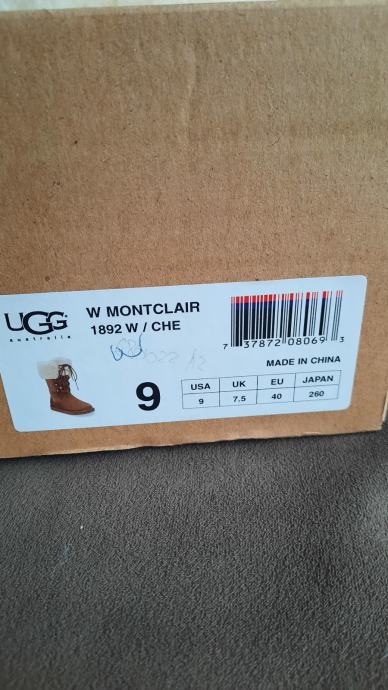 UGG
australia
W MONTCLAIR
1892 W / CHE
7 37872 08069 3
MADE IN CHINA
9
USA UK EU JAPAN
9 7.5 40 260